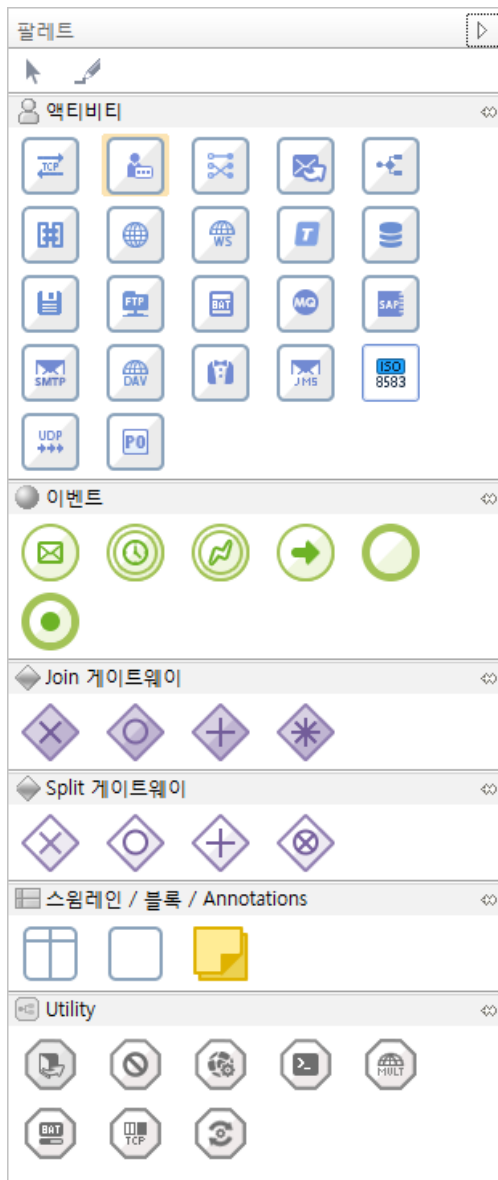 팔레트
액티비티
TCP
WS
T
FTP
BAT
MQ
SAP
SMTP
DAV
JMS
ISO
8583
UDP
PO
이벤트
Join 게이트웨이
Split 게이트웨이
스윔레인 / 블록 / Annotations
Utility
MULT
BAT
TCP